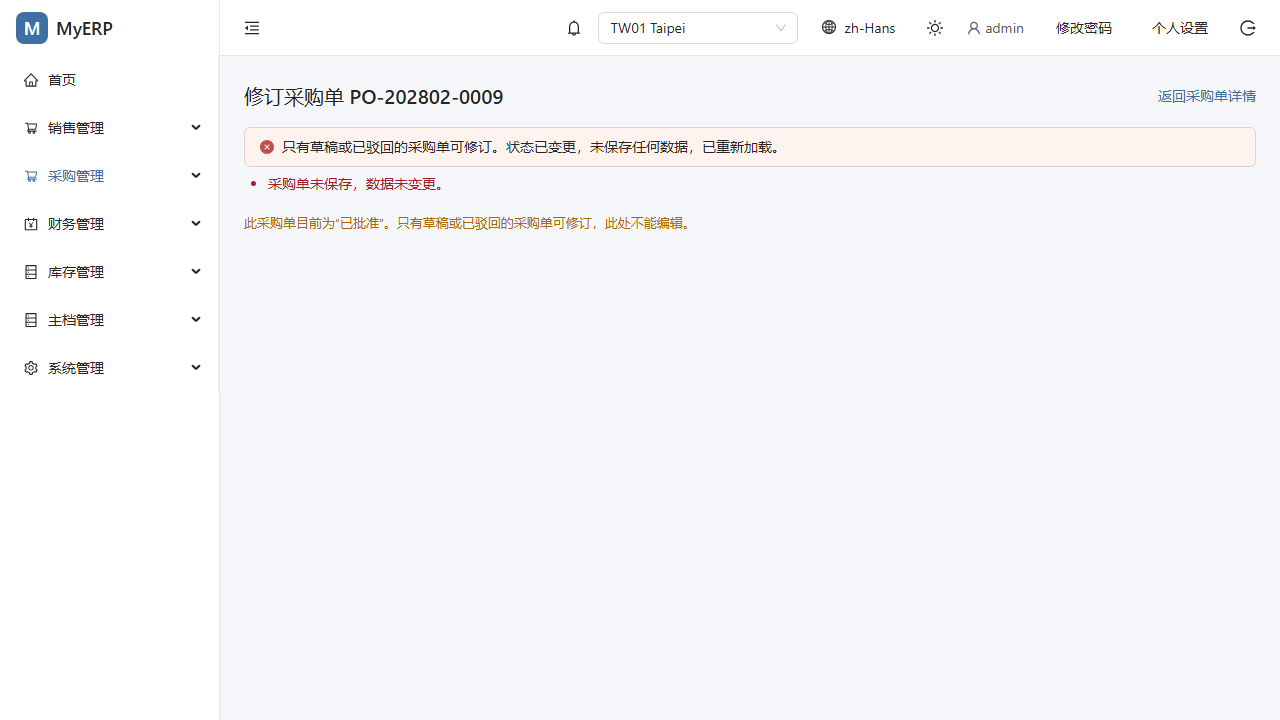 M MyERP
TW01 Taipei
zh-Hans
admin
修改密码
个人设置
首页
销售管理
采购管理
财务管理
库存管理
主档管理
系统管理
修订采购单 PO-202802-0009
返回采购单详情
只有草稿或已驳回的采购单可修订。状态已变更，未保存任何数据，已重新加载。
• 采购单未保存，数据未变更。
此采购单目前为“已批准”。只有草稿或已驳回的采购单可修订，此处不能编辑。